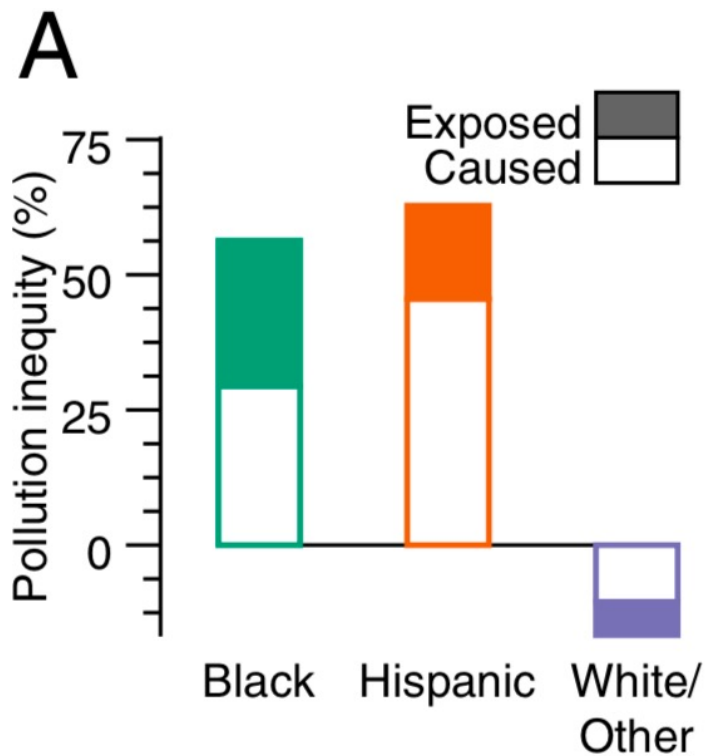 A
Exposed
Caused
Pollution inequity (%)
75
50
25
0
Black
Hispanic
White/
Other